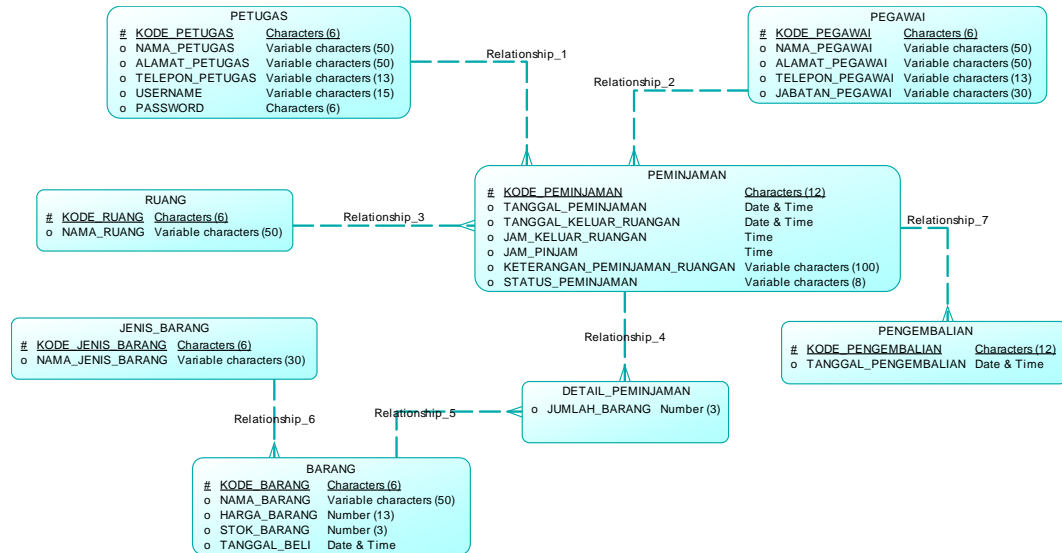 PETUGAS
# KODE_PETUGAS Characters (6)
o NAMA_PETUGAS Variable characters (50)
o ALAMAT_PETUGAS Variable characters (50)
o TELEPON_PETUGAS Variable characters (13)
o USERNAME Variable characters (15)
o PASSWORD Characters (6)
PEGAWAI
# KODE_PEGAWAI Characters (6)
o NAMA_PEGAWAI Variable characters (50)
o ALAMAT_PEGAWAI Variable characters (50)
o TELEPON_PEGAWAI Variable characters (13)
o JABATAN_PEGAWAI Variable characters (30)
Relationship_1
Relationship_2
PEMINJAMAN
# KODE_PEMINJAMAN Characters (12)
o TANGGAL_PEMINJAMAN Date & Time
o TANGGAL_KELUAR_RUANGAN Date & Time
o JAM_KELUAR_RUANGAN Time
o JAM_PINJAM Time
o KETERANGAN_PEMINJAMAN_RUANGAN Variable characters (100)
o STATUS_PEMINJAMAN Variable characters (8)
RUANG
# KODE_RUANG Characters (6)
o NAMA_RUANG Variable characters (50)
Relationship_3
Relationship_7
JENIS_BARANG
# KODE_JENIS_BARANG Characters (6)
o NAMA_JENIS_BARANG Variable characters (30)
Relationship_4
PENGEMBALIAN
# KODE_PENGEMBALIAN Characters (12)
o TANGGAL_PENGEMBALIAN Date & Time
DETAIL_PEMINJAMAN
o JUMLAH_BARANG Number (3)
Relationship_5
Relationship_6
BARANG
# KODE_BARANG Characters (6)
o NAMA_BARANG Variable characters (50)
o HARGA_BARANG Number (13)
o STOK_BARANG Number (3)
o TANGGAL_BELI Date & Time